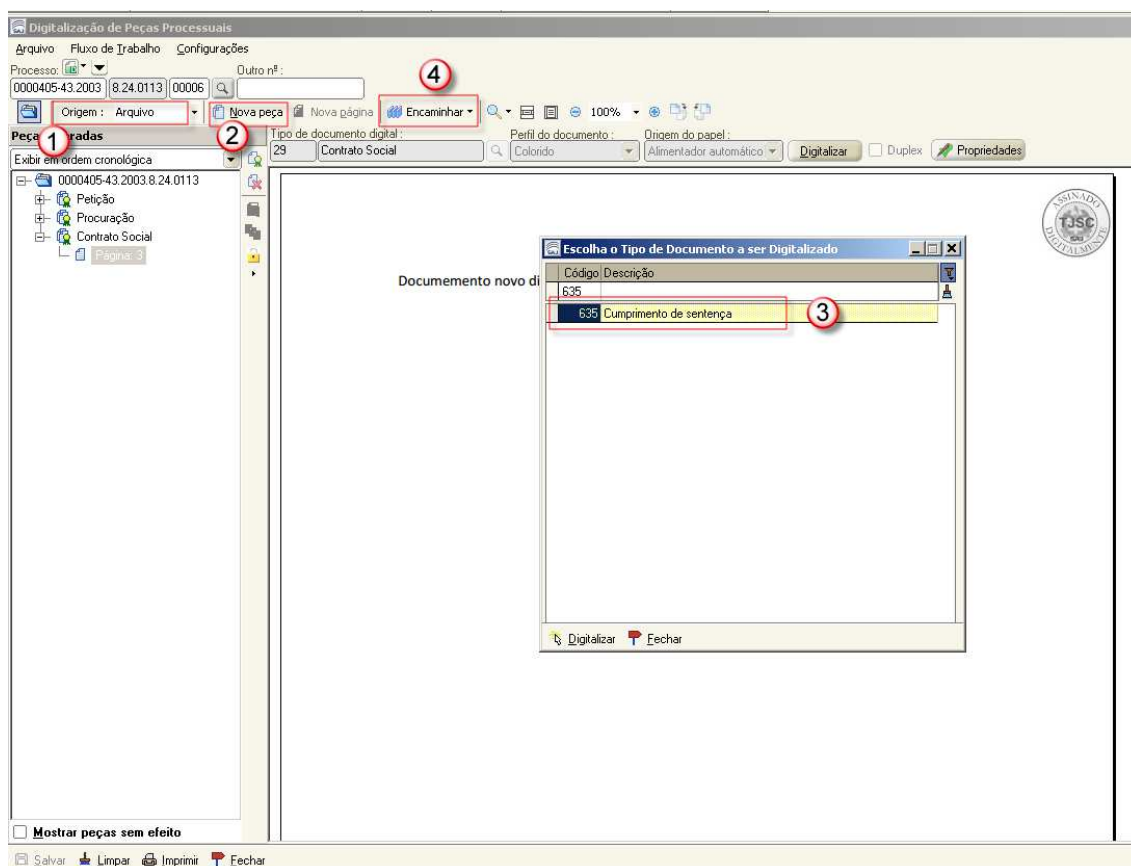 Digitalização de Peças Processuais
Arquivo Fluxo de Trabalho Configurações
Processo: Outro nº :
0000405-43.2003 8.24.0113 00006
4
Origem : Arquivo Nova peça Nova página Encaminhar 100%
1
2
Tipo de documento digital : Perfil do documento : Origem do papel :
Exibir em ordem cronológica 29 Contrato Social Colorido Alimentador automático Digitalizar Duplex Propriedades
0000405-43.2003.8.24.0113
Petição
Procuração
Contrato Social
Página: 3
ASSINADO
TJSC
DIGITALMENTE
Documemento novo di
Escolha o Tipo de Documento a ser Digitalizado
Código Descrição
635
635 Cumprimento de sentença
3
Digitalizar Fechar
Mostrar peças sem efeito
Salvar Limpar Imprimir Fechar